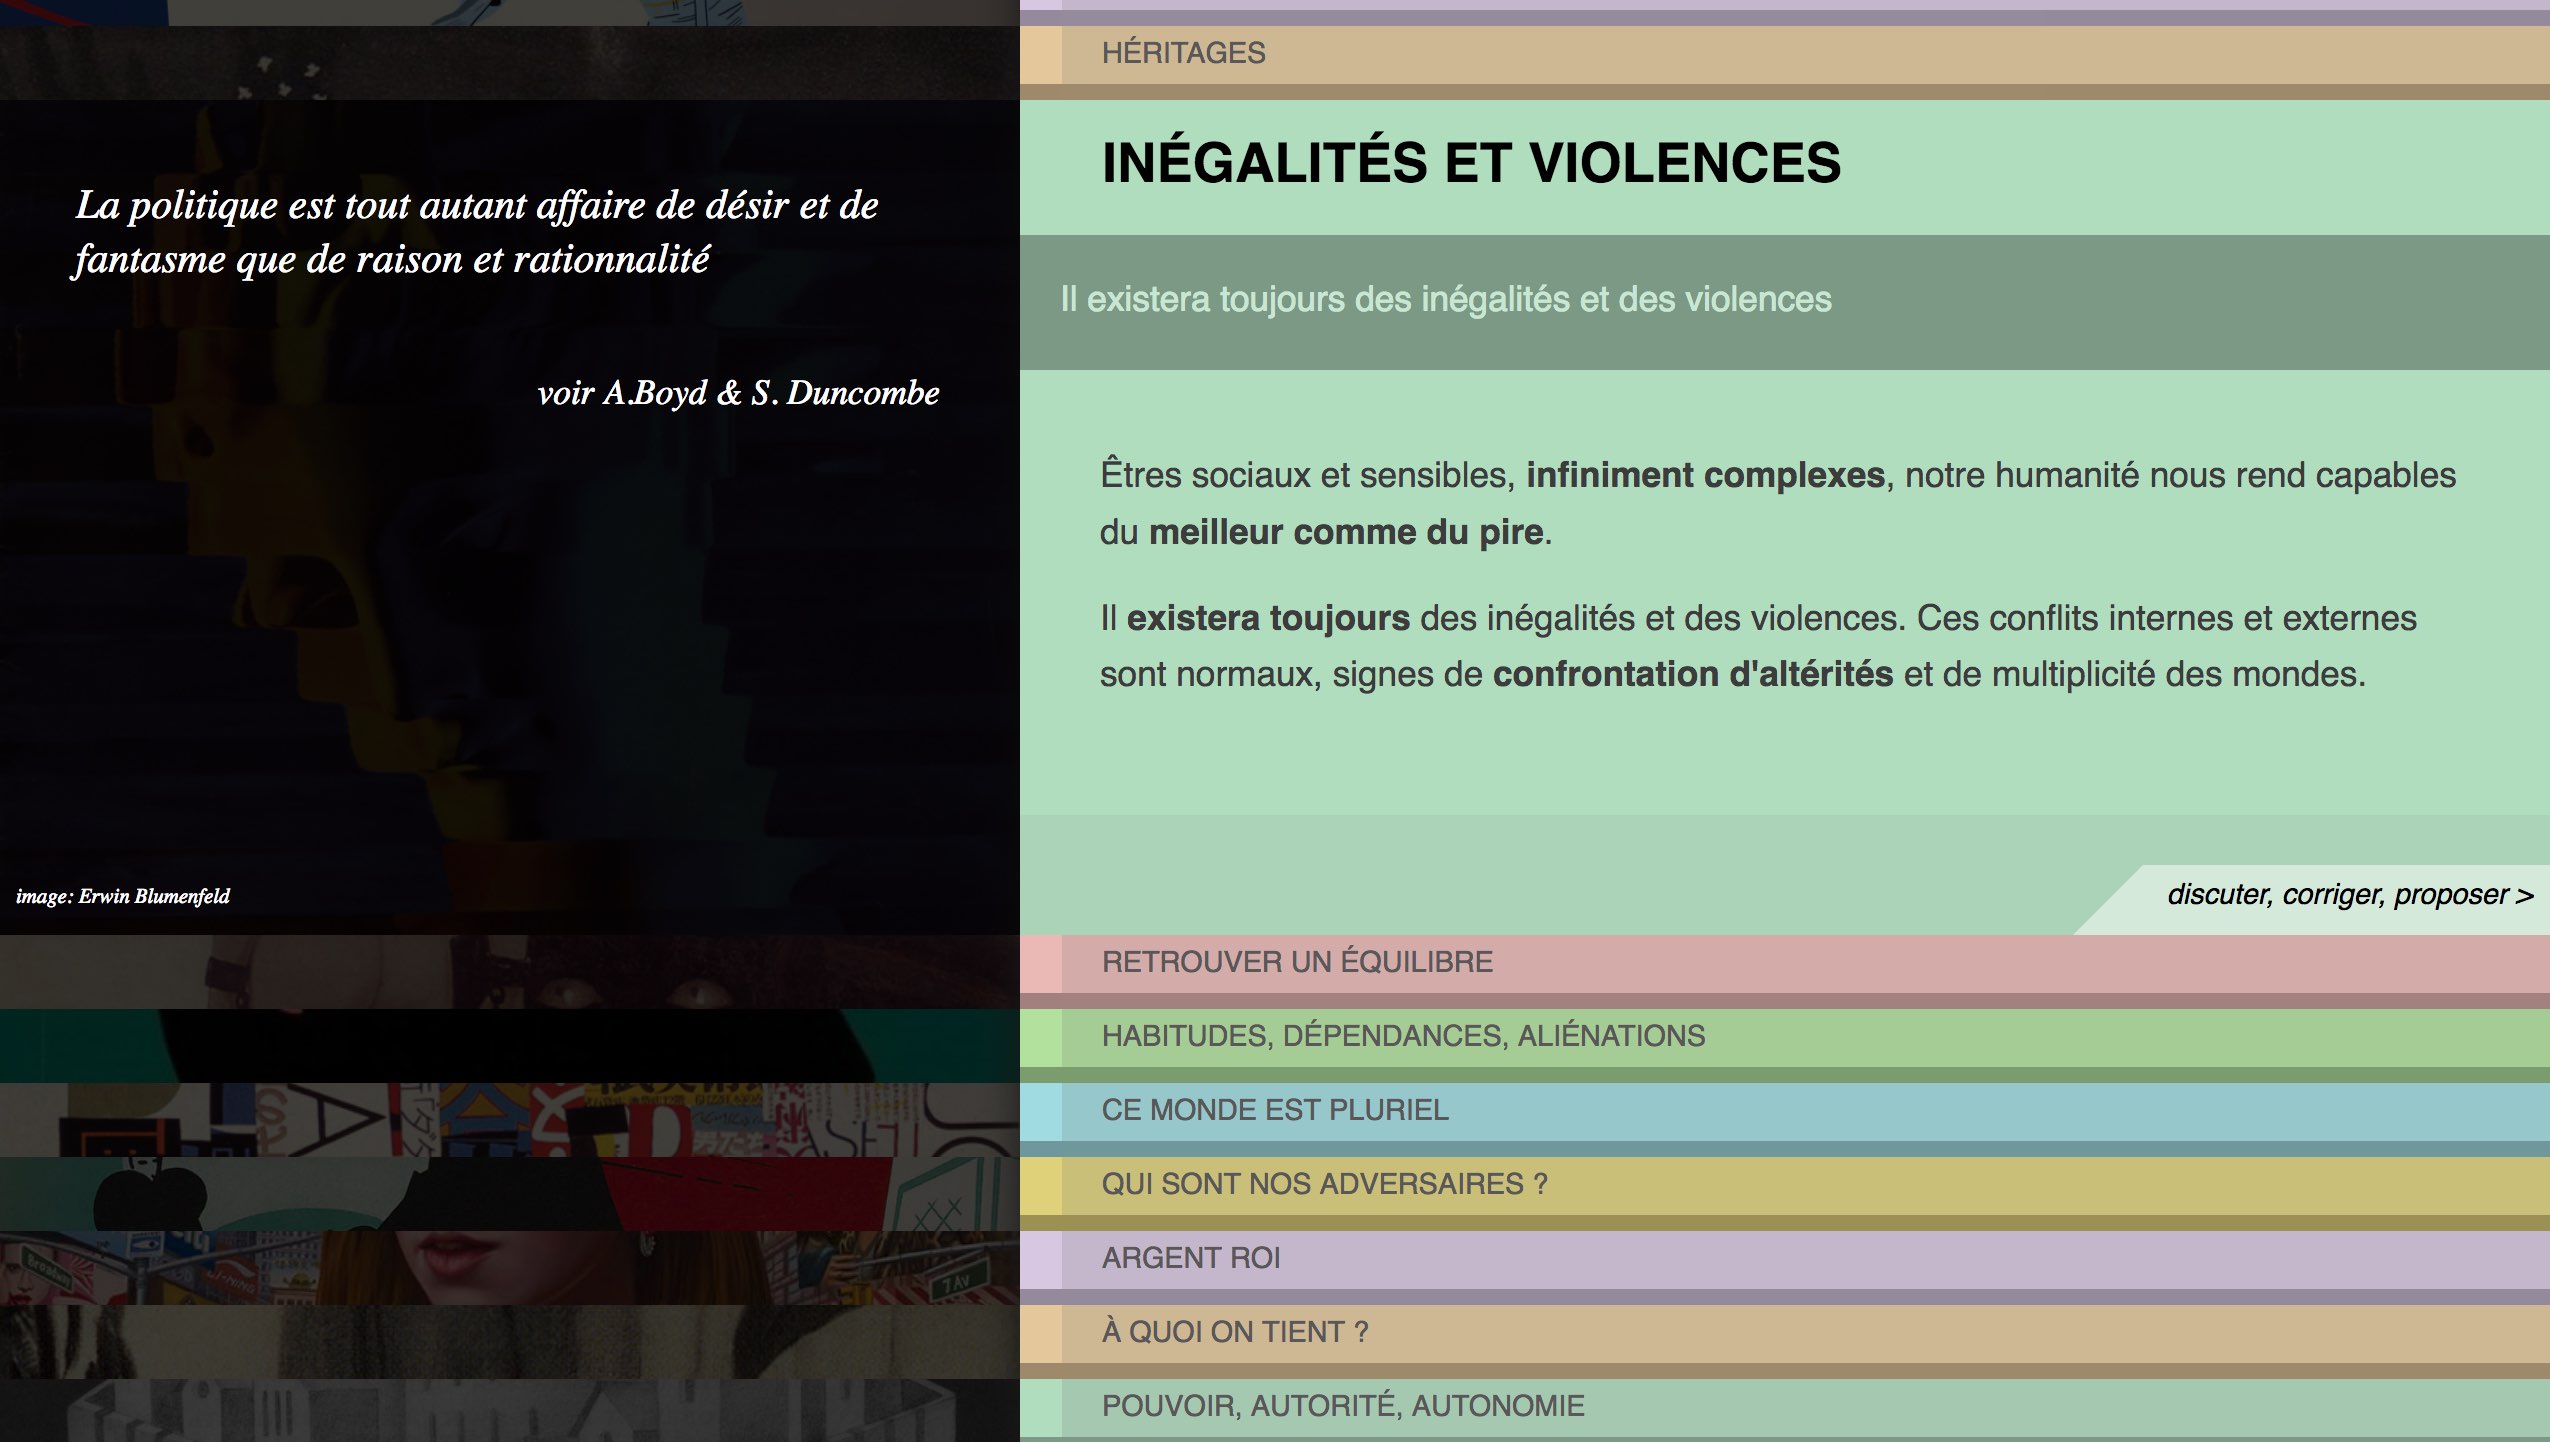 La politique est tout autant affaire de désir et de
fantasme que de raison et rationnalité
voir A.Boyd & S. Duncombe
image: Erwin Blumenfeld
Broadway
7 AV
HÉRITAGES
INÉGALITÉS ET VIOLENCES
Il existera toujours des inégalités et des violences
Êtres sociaux et sensibles, infiniment complexes, notre humanité nous rend capables
du meilleur comme du pire.
Il existera toujours des inégalités et des violences. Ces conflits internes et externes
sont normaux, signes de confrontation d'altérités et de multiplicité des mondes.
discuter, corriger, proposer >
RETROUVER UN ÉQUILIBRE
HABITUDES, DÉPENDANCES, ALIÉNATIONS
CE MONDE EST PLURIEL
QUI SONT NOS ADVERSAIRES ?
ARGENT ROI
À QUOI ON TIENT ?
POUVOIR, AUTORITÉ, AUTONOMIE